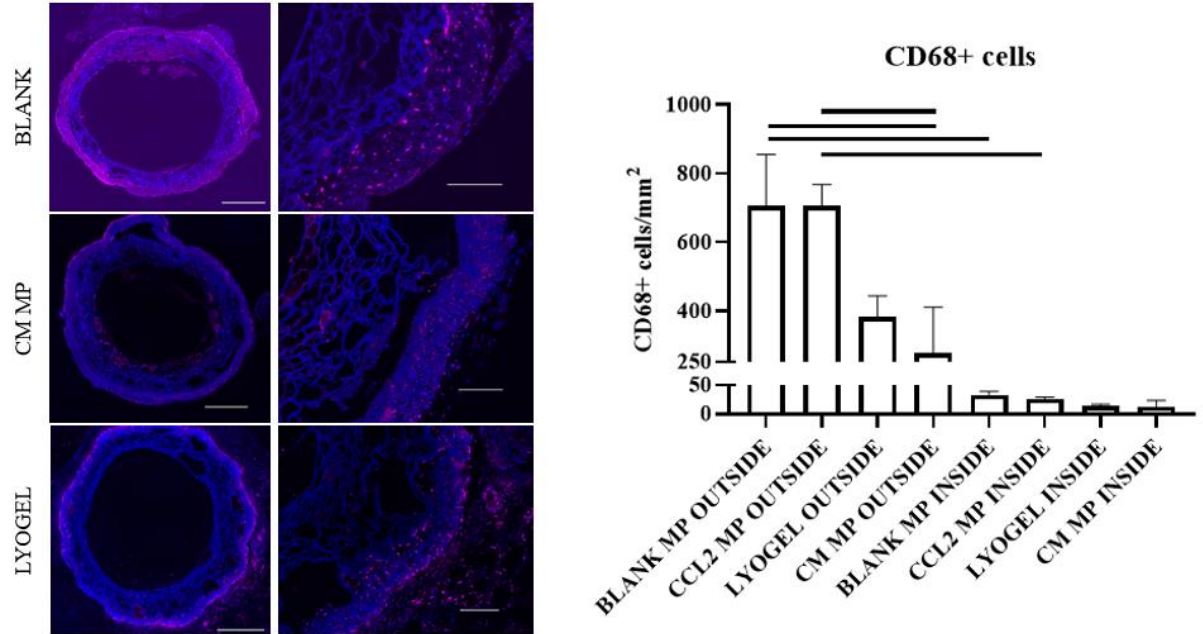 BLANK
CM MP
LYOGEL
CD68+ cells
CD68+ cells/mm²
1000
800
600
400
250
50
0
BLANK MP OUTSIDE
CCL2 MP OUTSIDE
LYOGEL OUTSIDE
CM MP OUTSIDE
BLANK MP INSIDE
CCL2 MP INSIDE
LYOGEL INSIDE
CM MP INSIDE